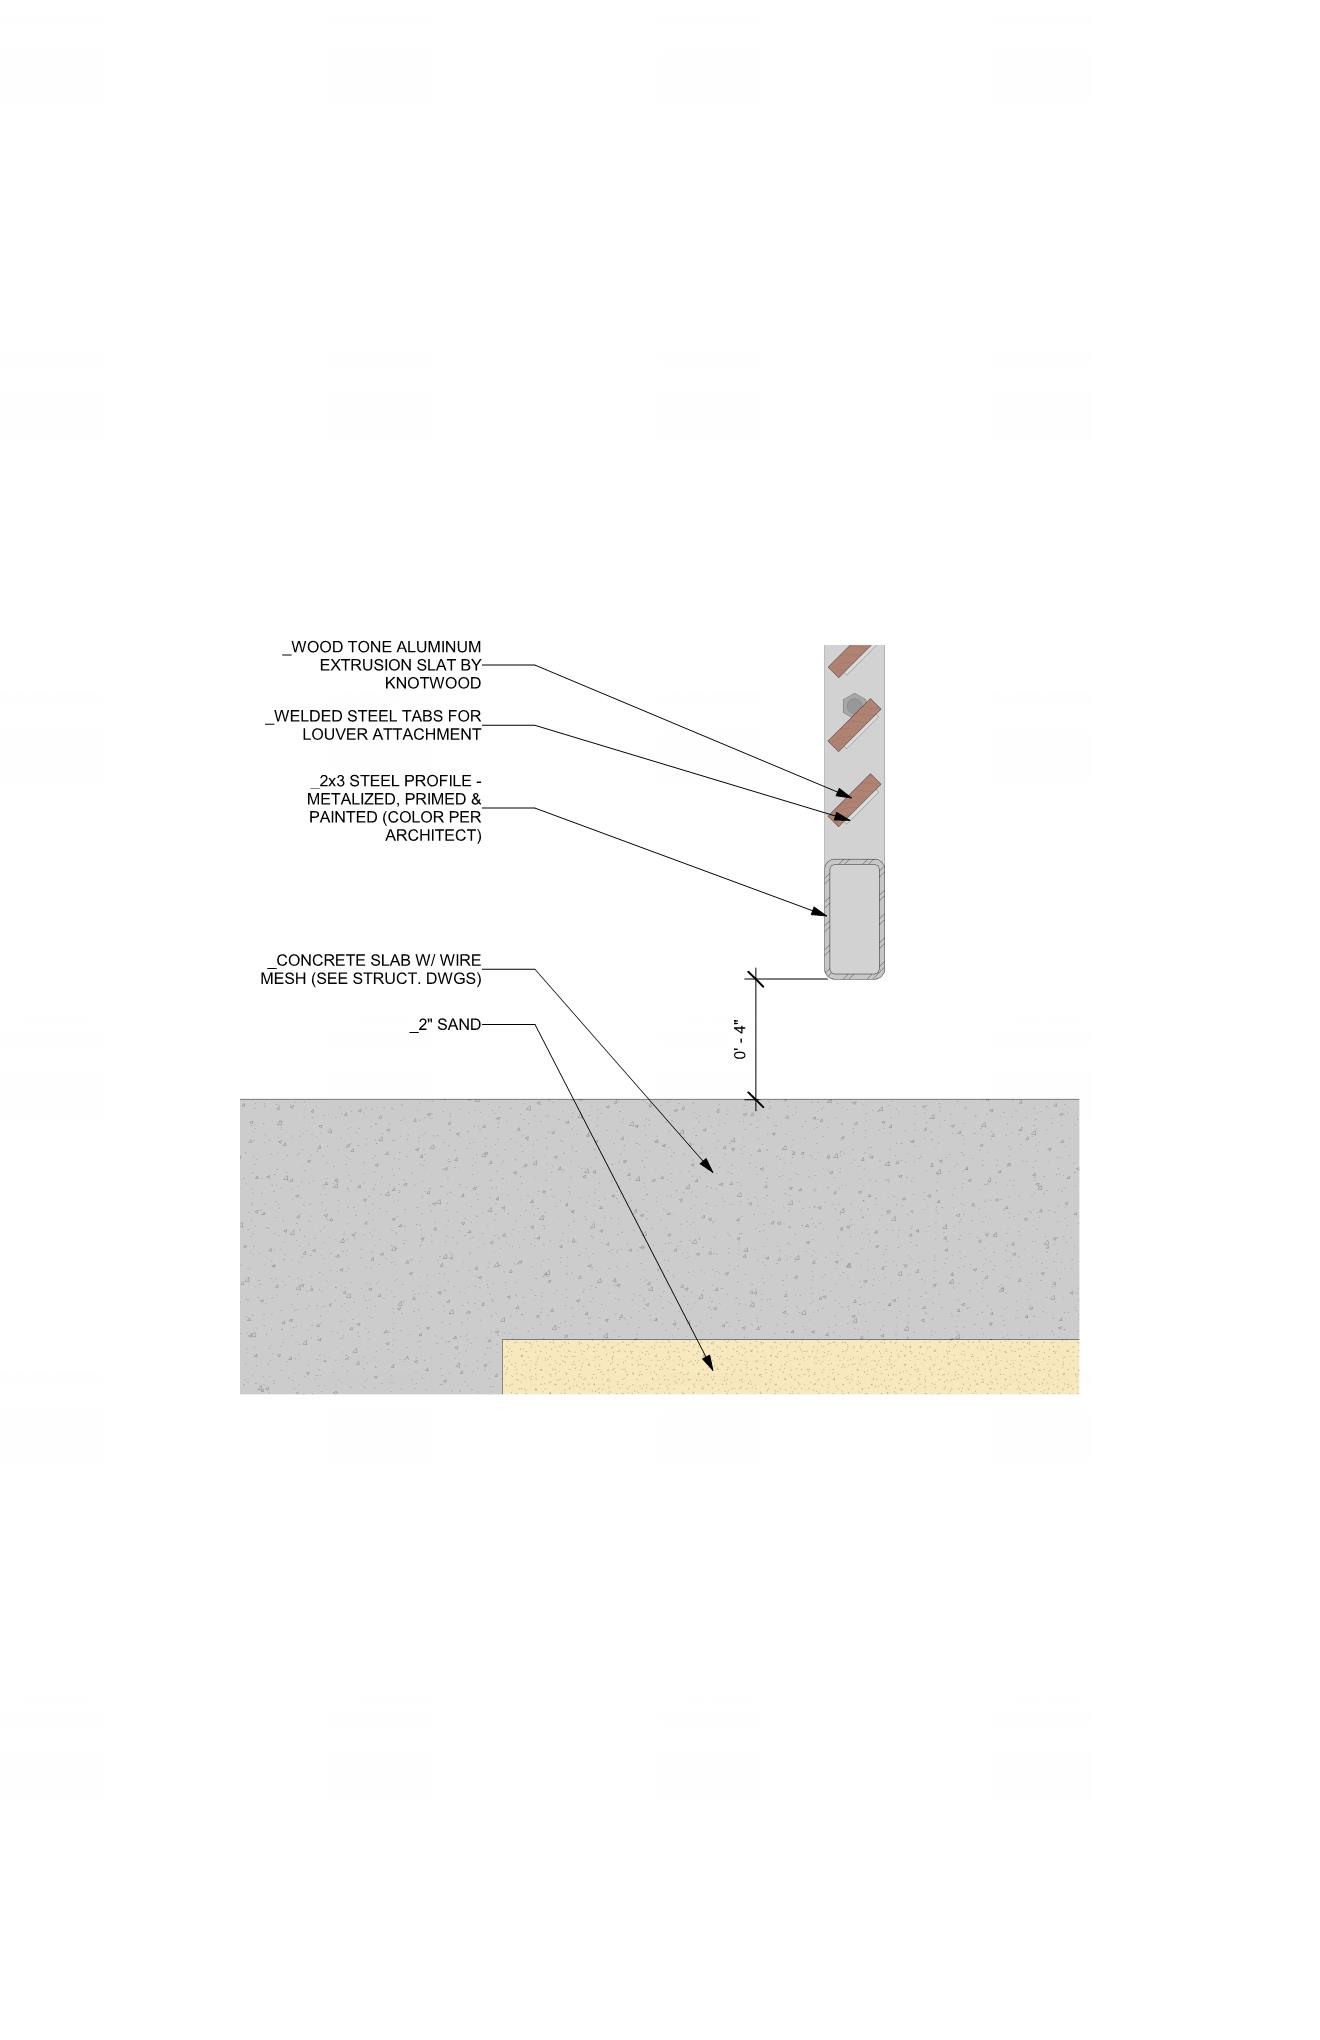 _WOOD TONE ALUMINUM
EXTRUSION SLAT BY
KNOTWOOD
_WELDED STEEL TABS FOR
LOUVER ATTACHMENT
_2x3 STEEL PROFILE -
METALIZED, PRIMED &
PAINTED (COLOR PER
ARCHITECT)
_CONCRETE SLAB W/ WIRE
MESH (SEE STRUCT. DWGS)
_2" SAND
0' - 4"